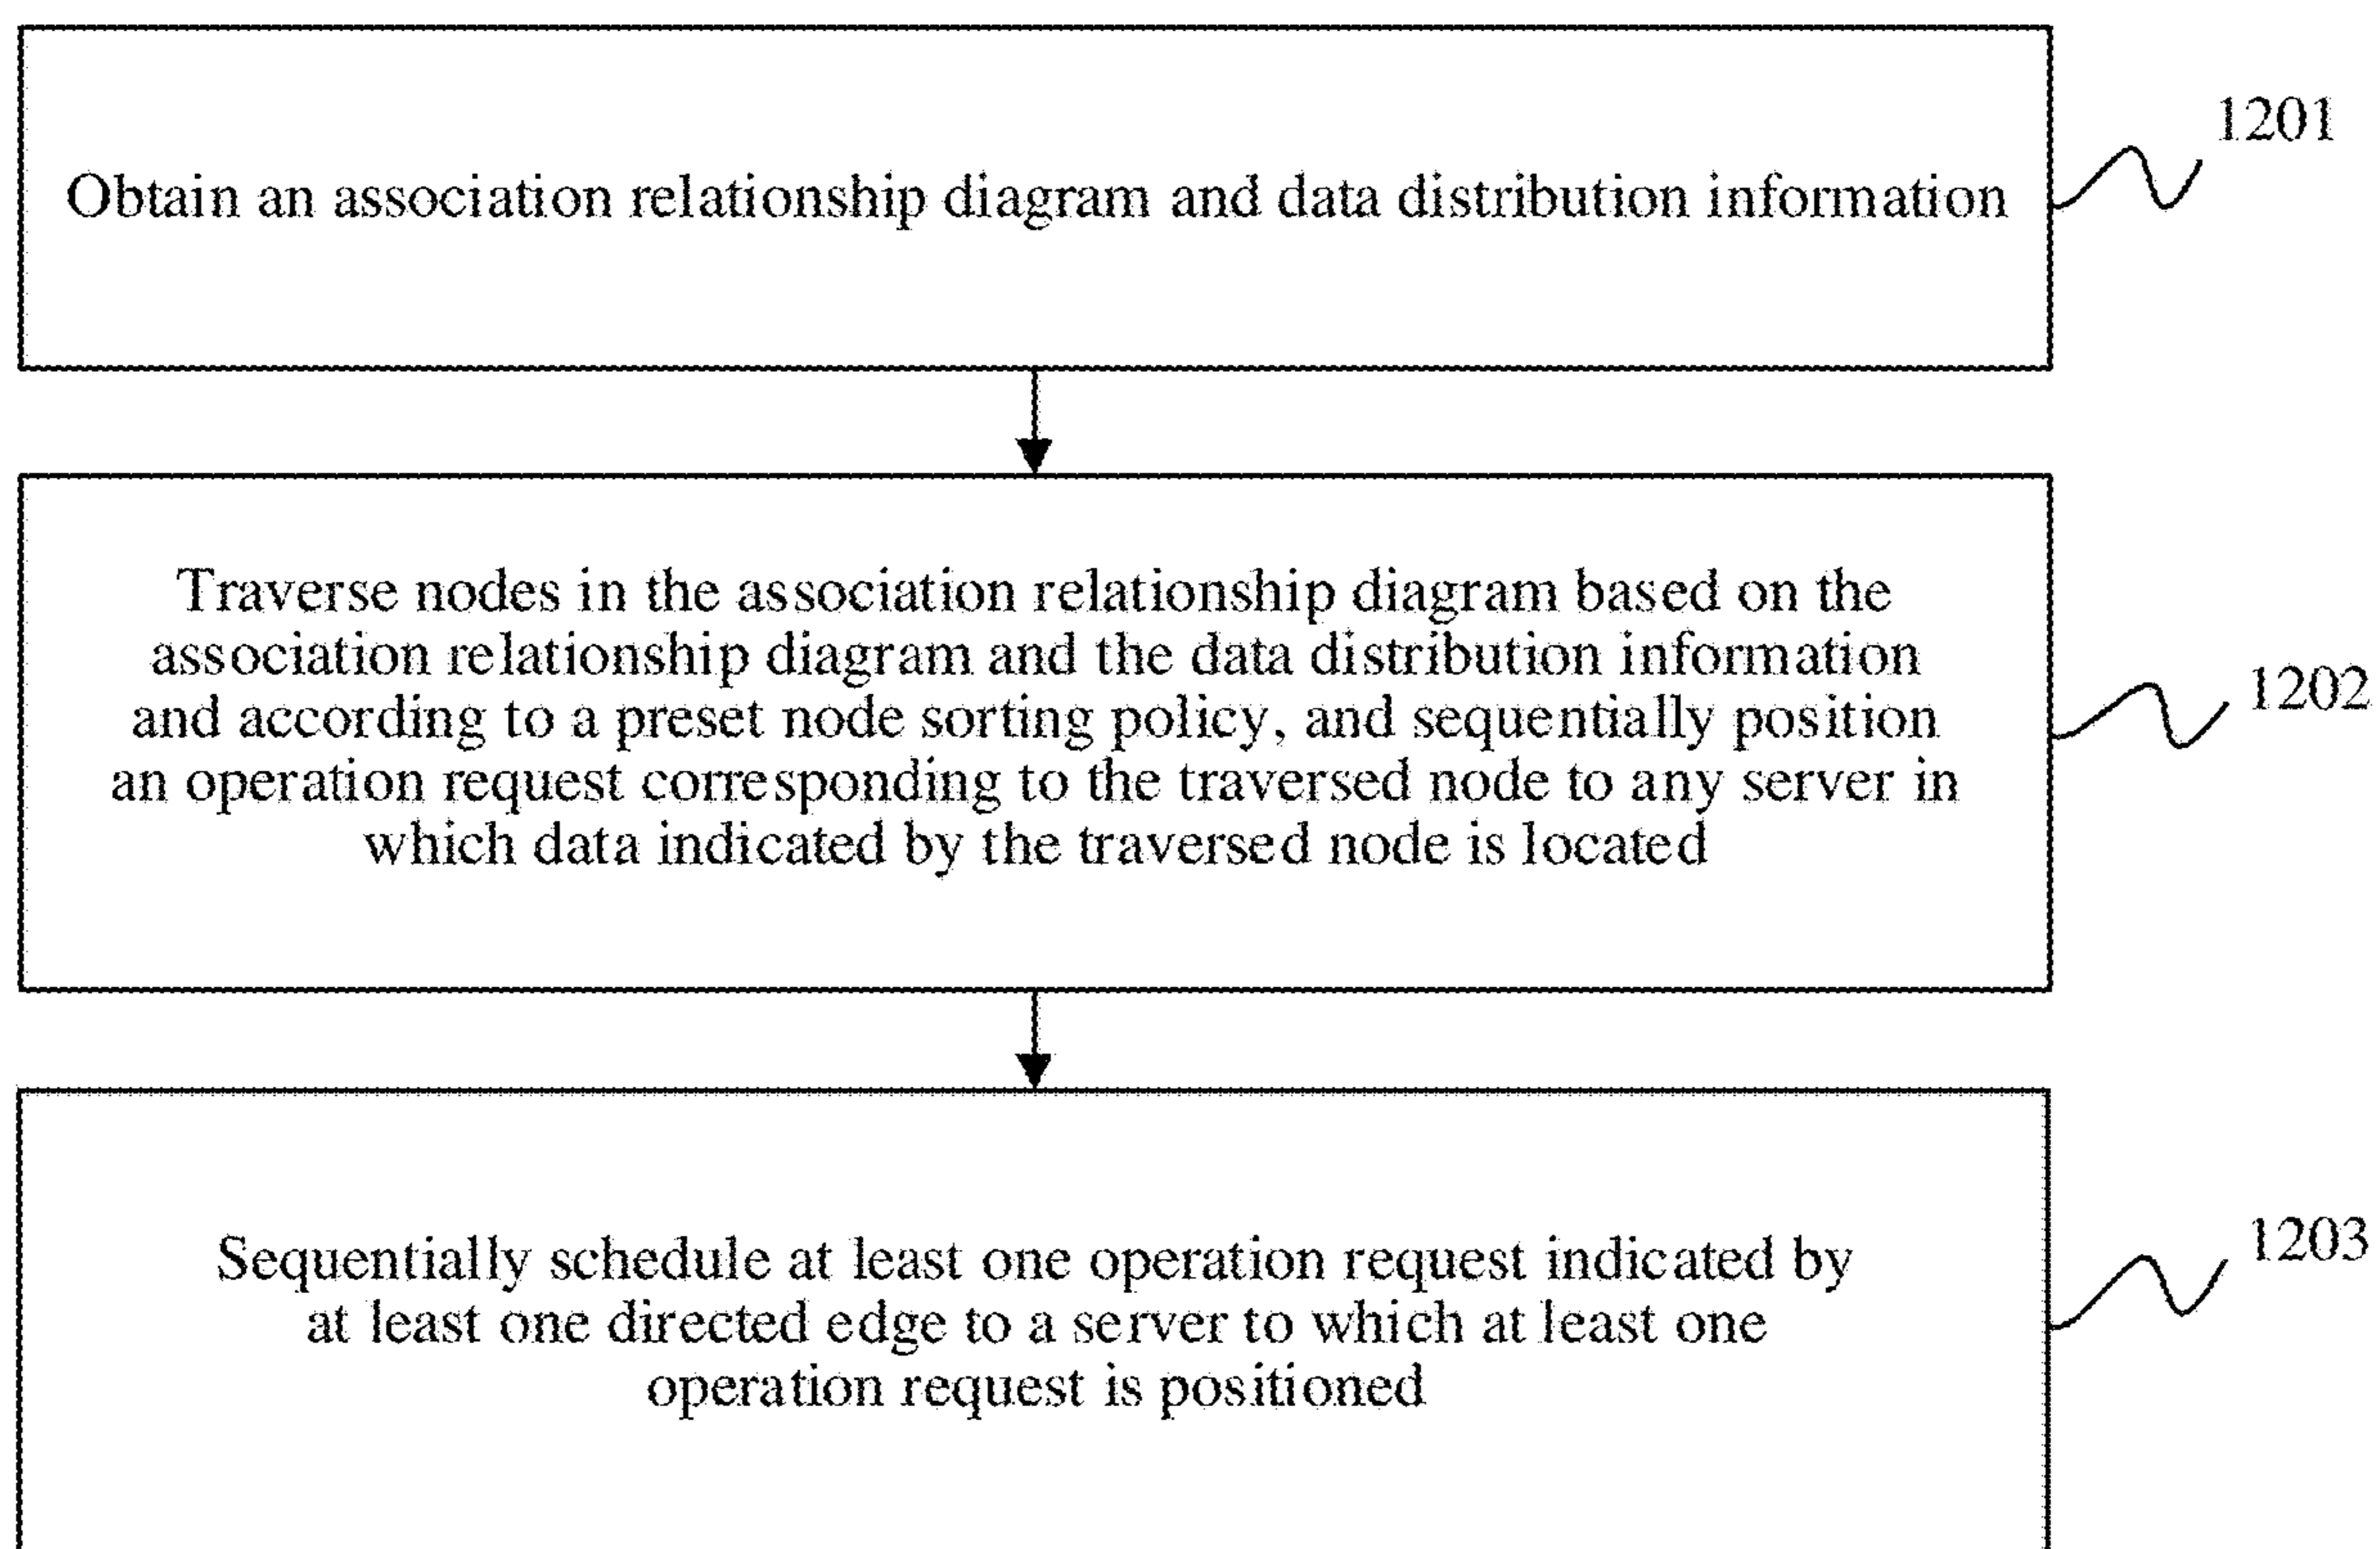 1201
Obtain an association relationship diagram and data distribution information
Traverse nodes in the association relationship diagram based on the
association relationship diagram and the data distribution information
and according to a preset node sorting policy, and sequentially position
an operation request corresponding to the traversed node to any server in
which data indicated by the traversed node is located
1202
Sequentially schedule at least one operation request indicated by
at least one directed edge to a server to which at least one
operation request is positioned
1203